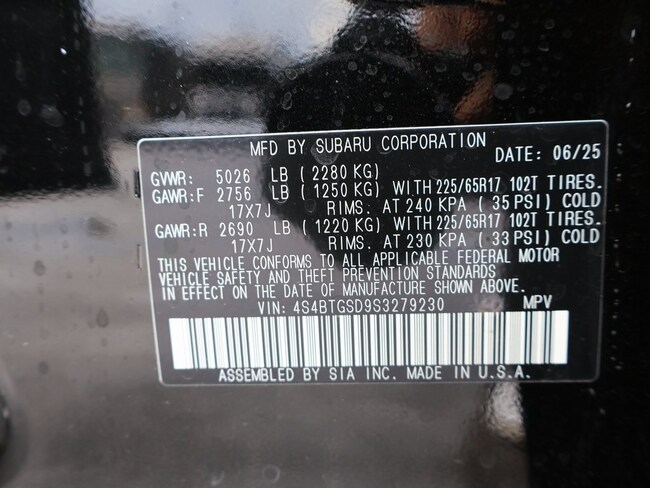 MFD BY SUBARU CORPORATION
DATE: 06/25
GVWR: 5026 LB (2280 KG)
GAWR:F 2756 LB (1250 KG) WITH 225/65R17 102T TIRES.
17X7J RIMS. AT 240 KPA (35 PSI) COLD
GAWR:R 2690 LB (1220 KG) WITH 225/65R17 102T TIRES.
17X7J RIMS. AT 230 KPA (33 PSI) COLD
THIS VEHICLE CONFORMS TO ALL APPLICABLE FEDERAL MOTOR
VEHICLE SAFETY AND THEFT PREVENTION STANDARDS
IN EFFECT ON THE DATE OF MANUFACTURE SHOWN ABOVE.
VIN: 4S4BTGSD9S3279230 MPV
ASSEMBLED BY SIA INC. MADE IN U.S.A.